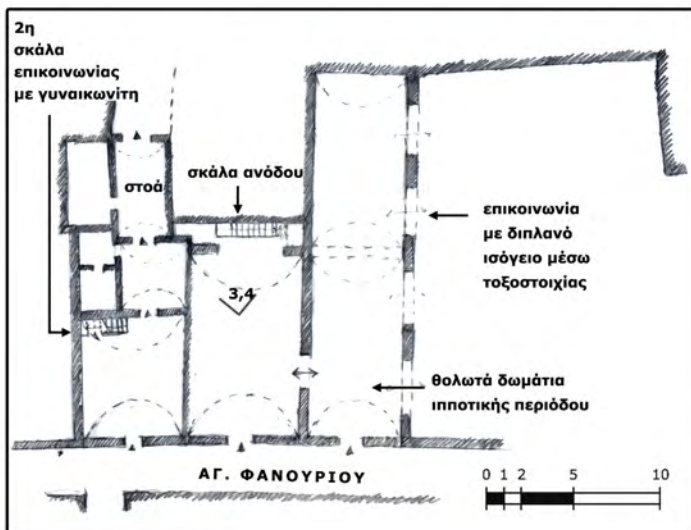 2η
σκάλα
επικοινωνίας
με γυναικωνίτη
στοά
σκάλα ανόδου
επικοινωνία
με διπλανό
ισόγειο μέσω
τοξοστοιχίας
3,4
θολωτά δωμάτια
ιπποτικής περιόδου
ΑΓ. ΦΑΝΟΥΡΙΟΥ
0 1 2 5 10